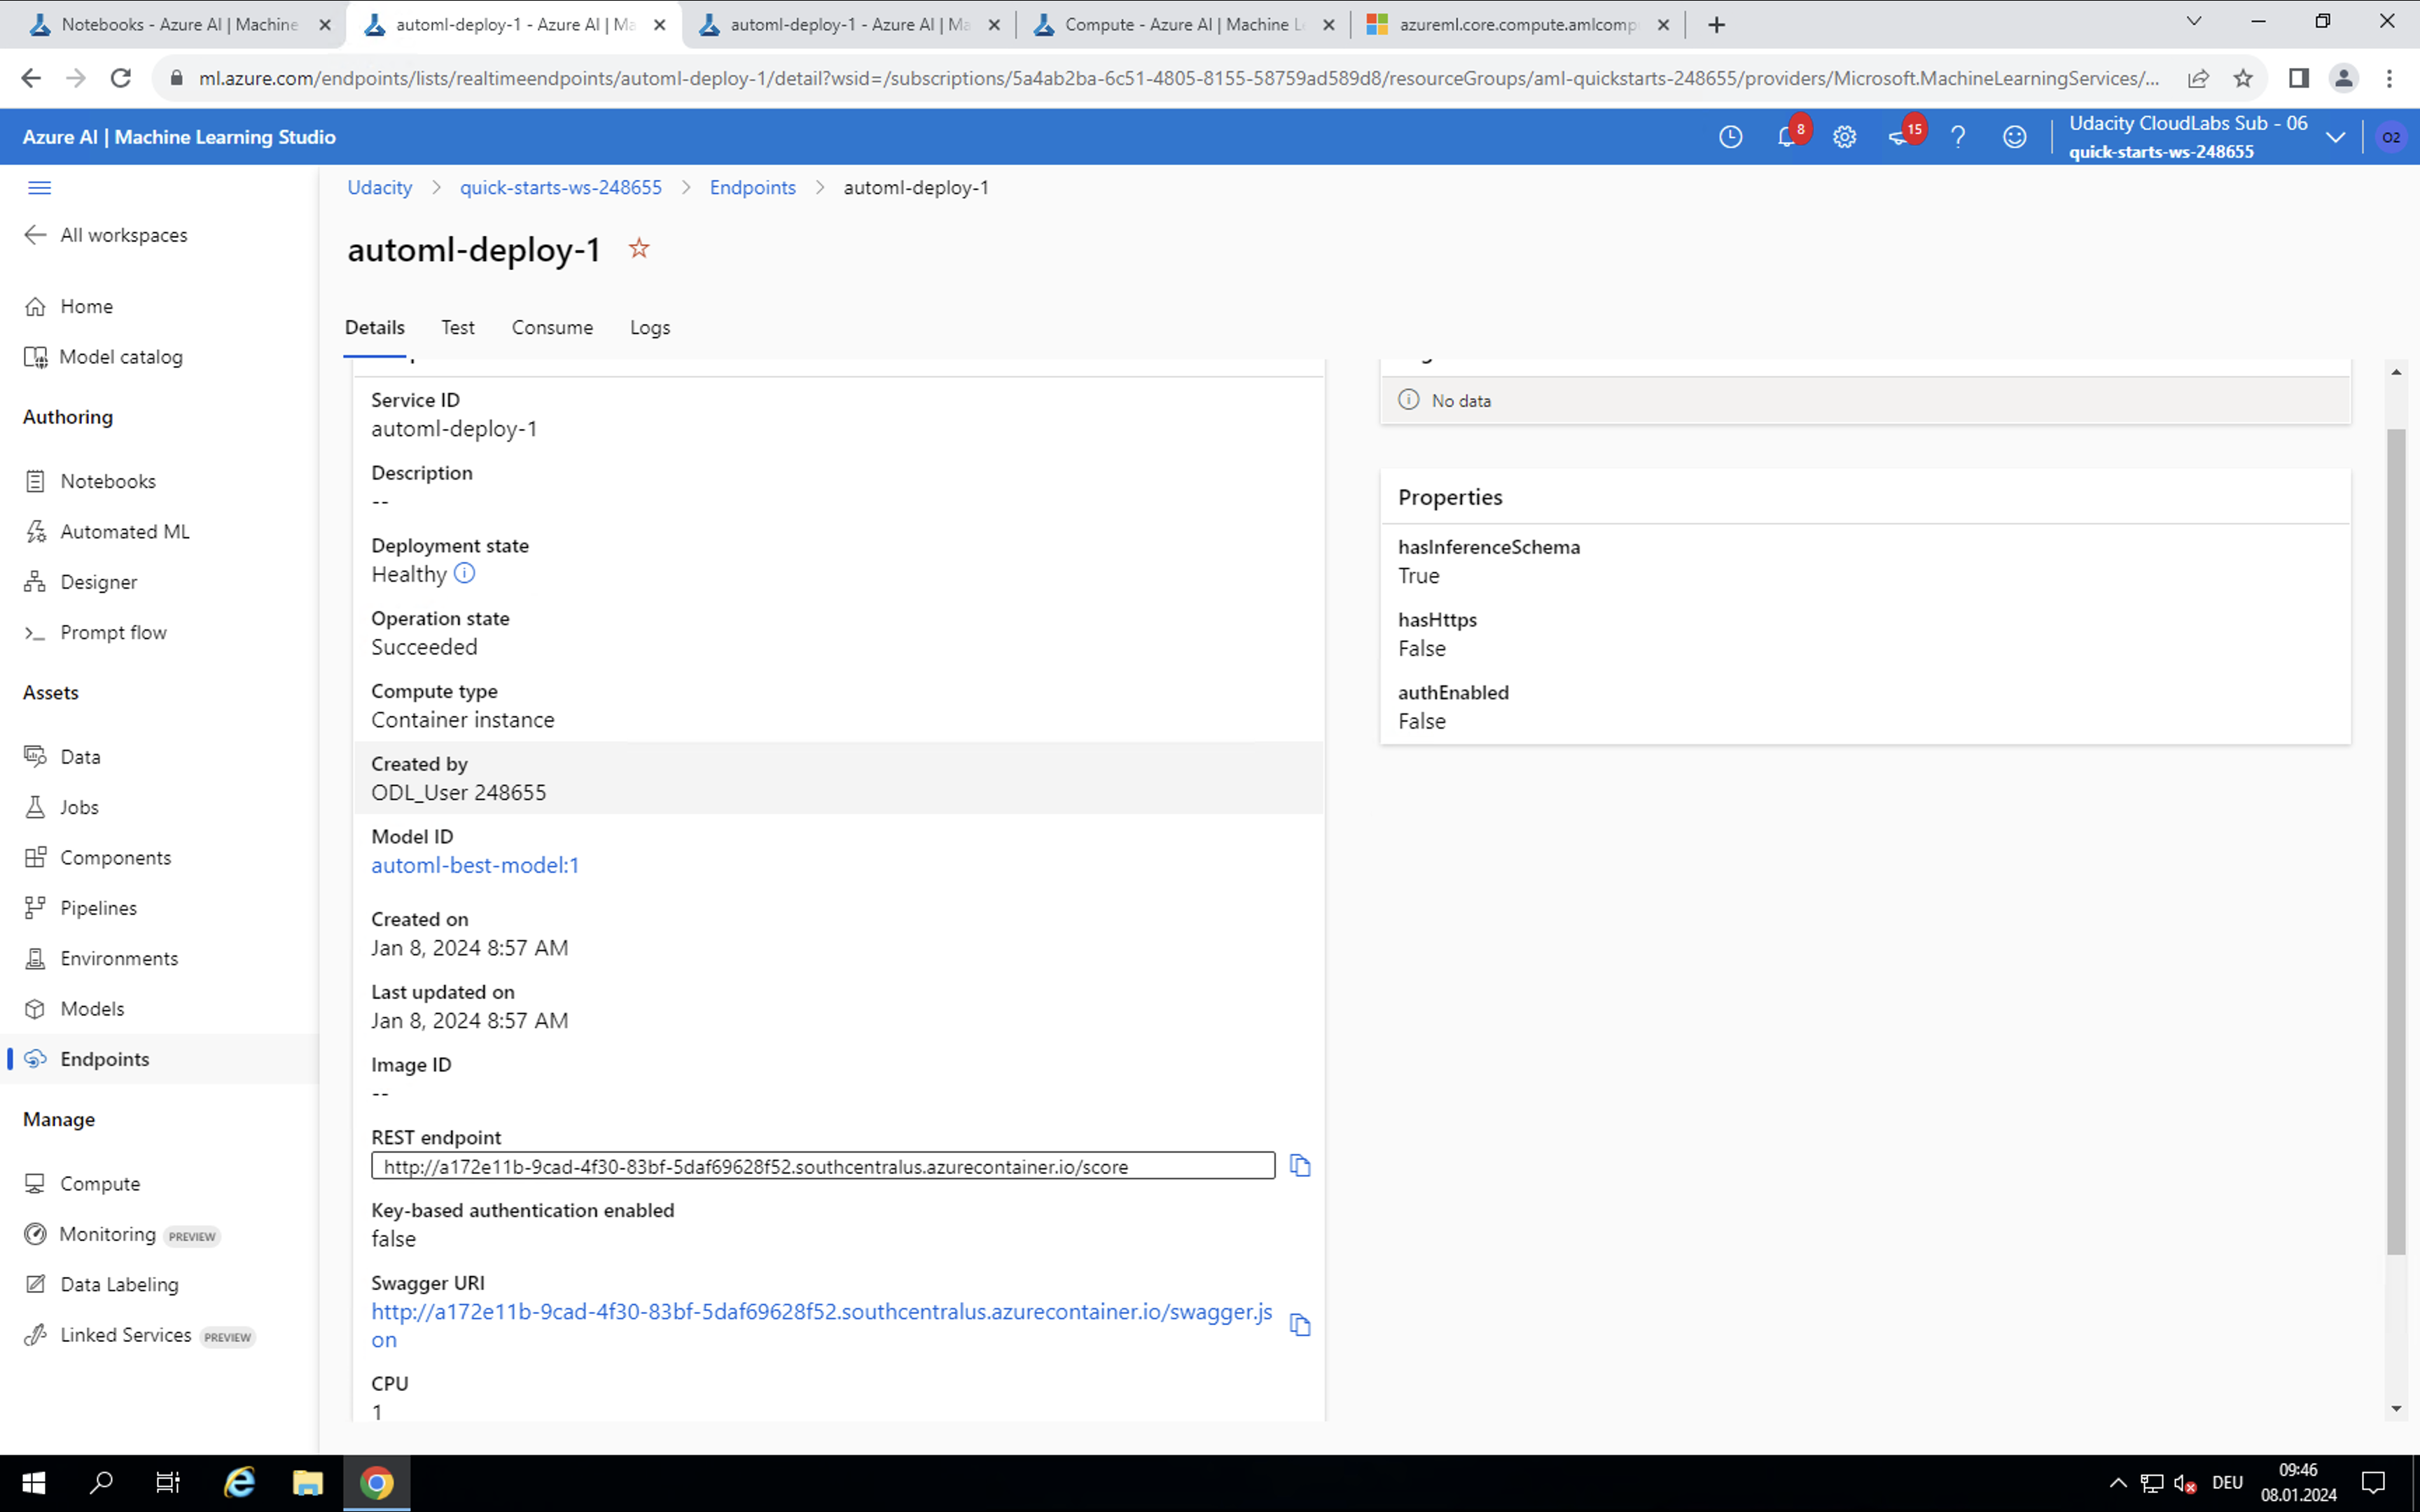 Notebooks - Azure AI | Machine
automl-deploy-1 - Azure AI | Ma
automl-deploy-1 - Azure AI | Ma
Compute - Azure AI | Machine L
azureml.core.compute.amlcomp
ml.azure.com/endpoints/lists/realtimeendpoints/automl-deploy-1/detail?wsid=/subscriptions/5a4ab2ba-6c51-4805-8155-58759ad589d8/resourceGroups/aml-quickstarts-248655/providers/Microsoft.MachineLearningServices/...
Azure AI | Machine Learning Studio
8
15
Udacity CloudLabs Sub - 06
quick-starts-ws-248655
O2
Udacity > quick-starts-ws-248655 > Endpoints > automl-deploy-1
All workspaces
Home
Model catalog
Authoring
Notebooks
Automated ML
Designer
Prompt flow
Assets
Data
Jobs
Components
Pipelines
Environments
Models
Endpoints
Manage
Compute
Monitoring PREVIEW
Data Labeling
Linked Services PREVIEW
automl-deploy-1
Details Test Consume Logs
Service ID
automl-deploy-1
Description
--
Deployment state
Healthy
Operation state
Succeeded
Compute type
Container instance
Created by
ODL_User 248655
Model ID
automl-best-model:1
Created on
Jan 8, 2024 8:57 AM
Last updated on
Jan 8, 2024 8:57 AM
Image ID
--
REST endpoint
http://a172e11b-9cad-4f30-83bf-5daf69628f52.southcentralus.azurecontainer.io/score
Key-based authentication enabled
false
Swagger URI
http://a172e11b-9cad-4f30-83bf-5daf69628f52.southcentralus.azurecontainer.io/swagger.js
on
CPU
1
No data
Properties
hasInferenceSchema
True
hasHttps
False
authEnabled
False
DEU
09:46
08.01.2024